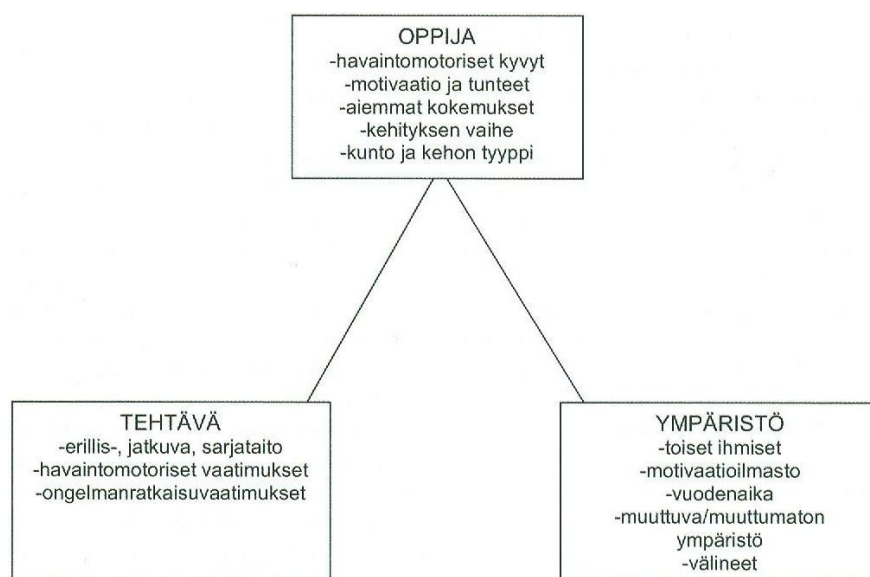 OPPIJA
-havaintomotoriset kyvyt
-motivaatio ja tunteet
-aiemmat kokemukset
-kehityksen vaihe
-kunto ja kehon tyyppi
TEHTÄVÄ
-erillis-, jatkuva, sarjataito
-havaintomotoriset vaatimukset
-ongelmanratkaisuvaatimukset
YMPÄRISTÖ
-toiset ihmiset
-motivaatioilmasto
-vuodenaika
-muuttuva/muuttumaton
ympäristö
-välineet